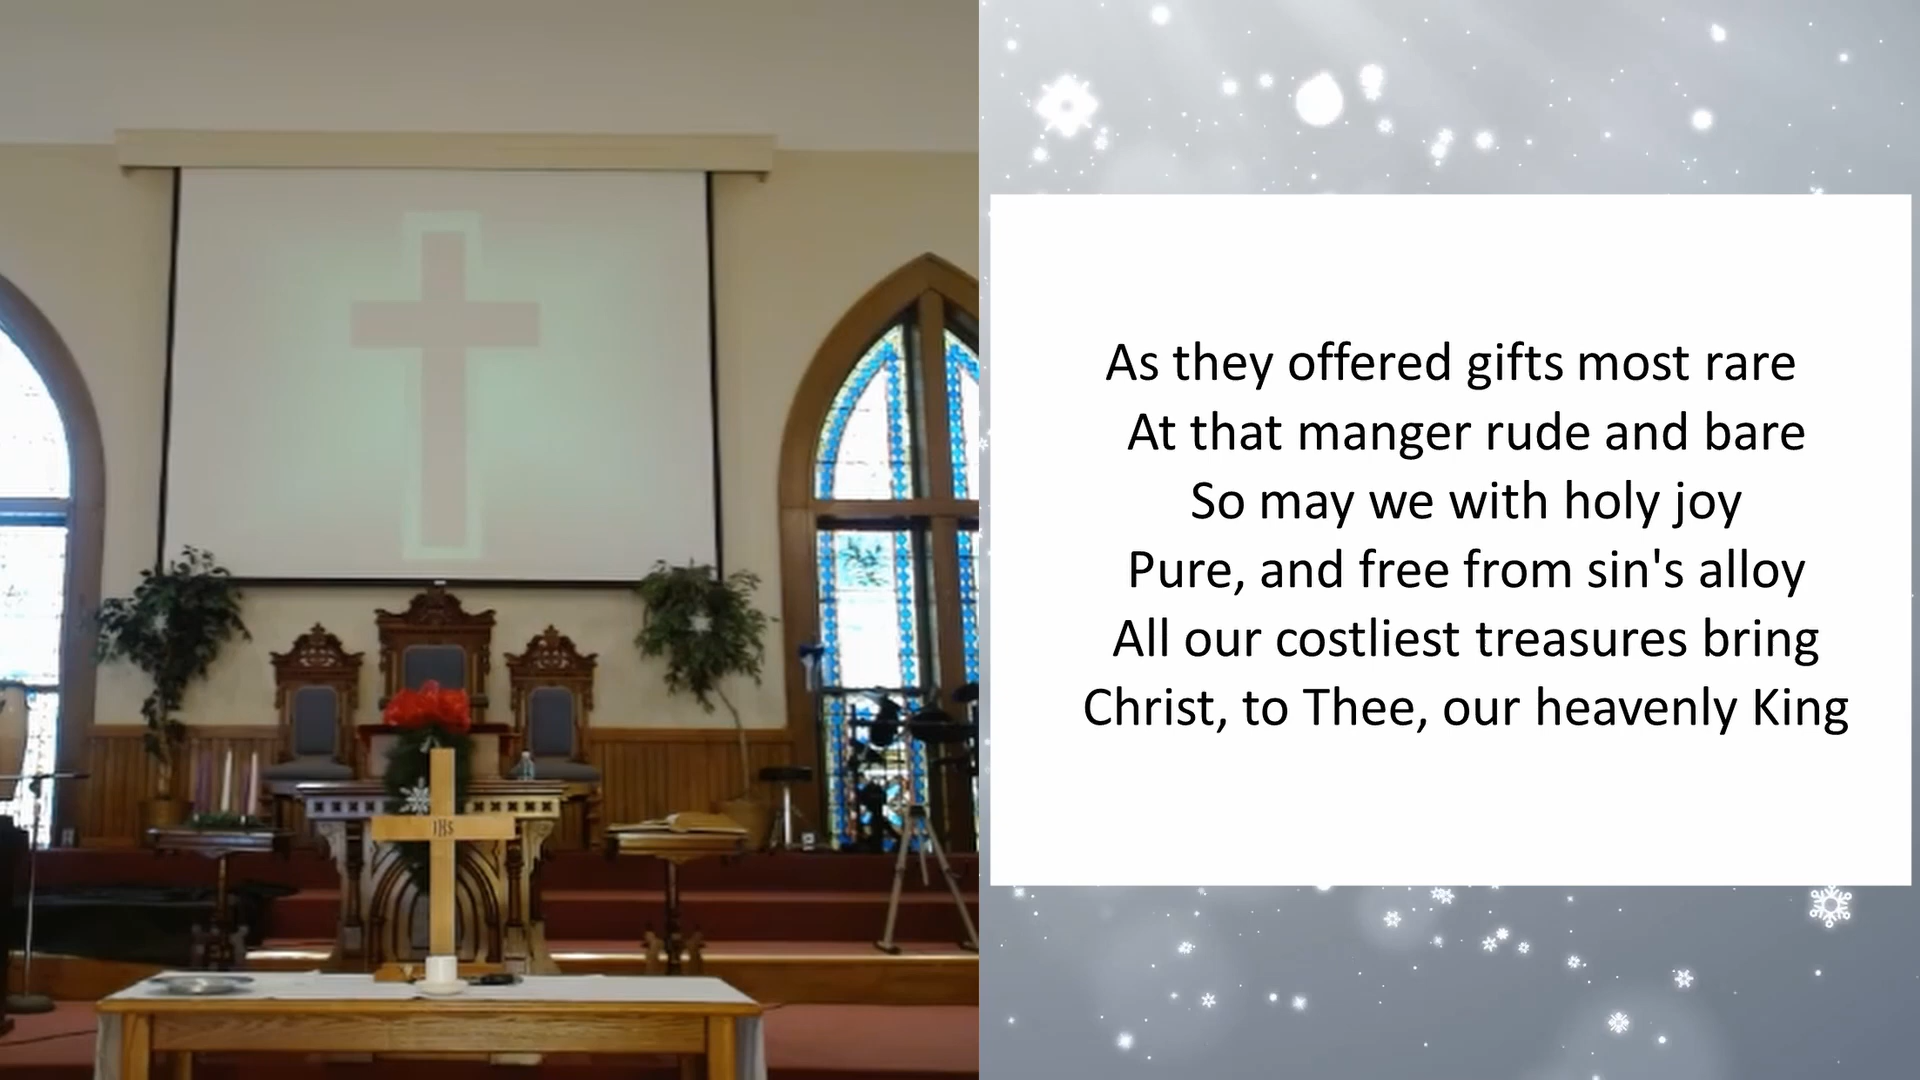 IHS
As they offered gifts most rare
At that manger rude and bare
So may we with holy joy
Pure, and free from sin's alloy
All our costliest treasures bring
Christ, to Thee, our heavenly King